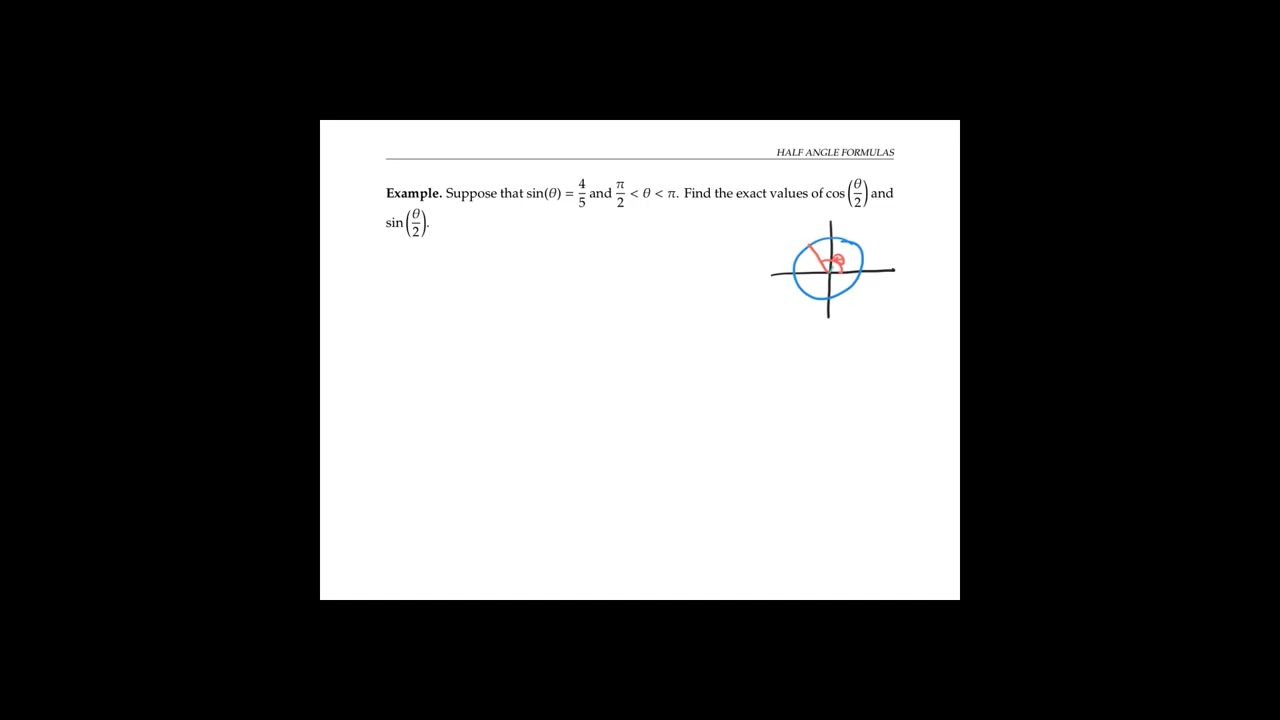 HALF ANGLE FORMULAS
Example. Suppose that sin(θ) = 4/5 and π/2 < θ < π. Find the exact values of cos(θ/2) and
sin(θ/2).
θ